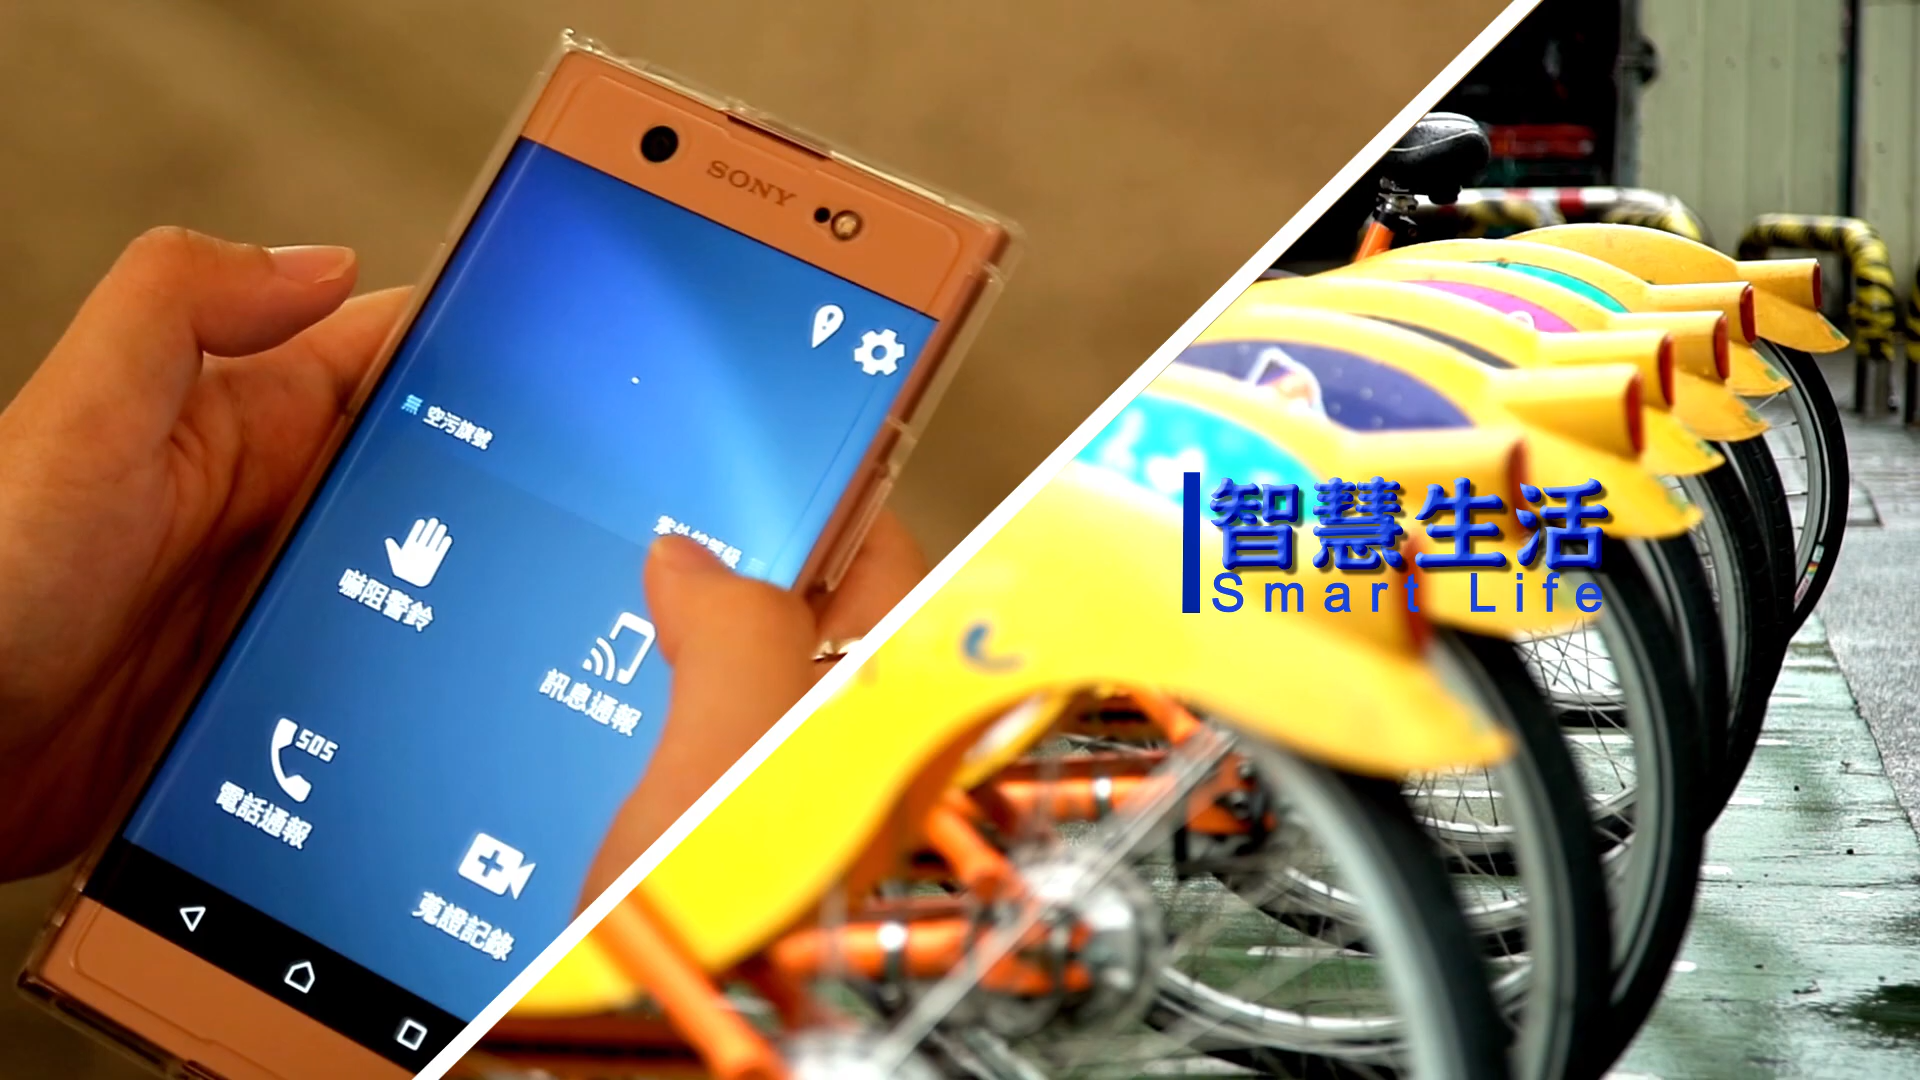 SONY
無 空污旗號
嚇阻警鈴
訊息通報
SOS
電話通報
蒐證記錄
智慧生活
Smart Life